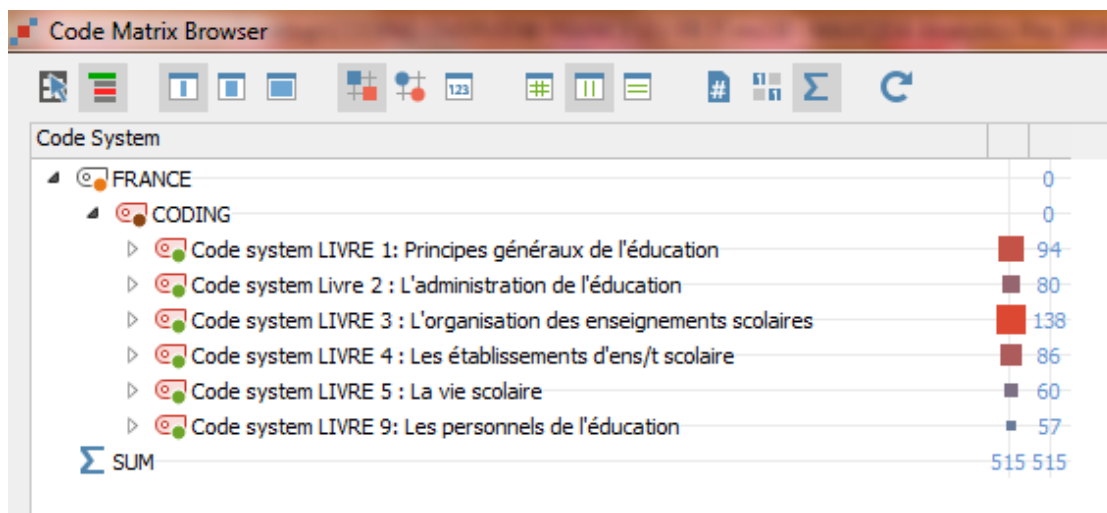 Code Matrix Browser
123
#
1
1
Σ
Code System
FRANCE 0
CODING 0
Code system LIVRE 1: Principes généraux de l'éducation 94
Code system Livre 2 : L'administration de l'éducation 80
Code system LIVRE 3 : L'organisation des enseignements scolaires 138
Code system LIVRE 4 : Les établissements d'ens/t scolaire 86
Code system LIVRE 5 : La vie scolaire 60
Code system LIVRE 9: Les personnels de l'éducation 57
Σ SUM 515 515